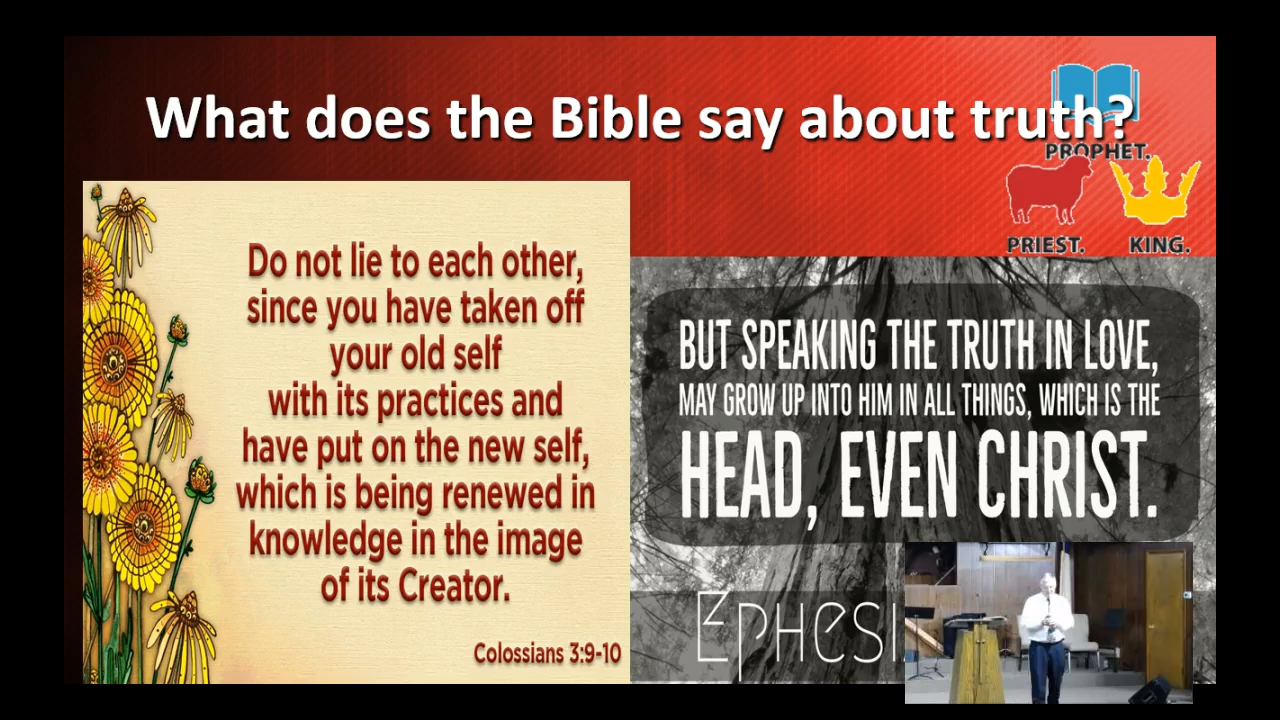 What does the Bible say about truth?
PROPHET.
PRIEST.
KING.
Do not lie to each other,
since you have taken off
your old self
with its practices and
have put on the new self,
which is being renewed in
knowledge in the image
of its Creator.
Colossians 3:9-10
BUT SPEAKING THE TRUTH IN LOVE,
MAY GROW UP INTO HIM IN ALL THINGS, WHICH IS THE
HEAD, EVEN CHRIST.